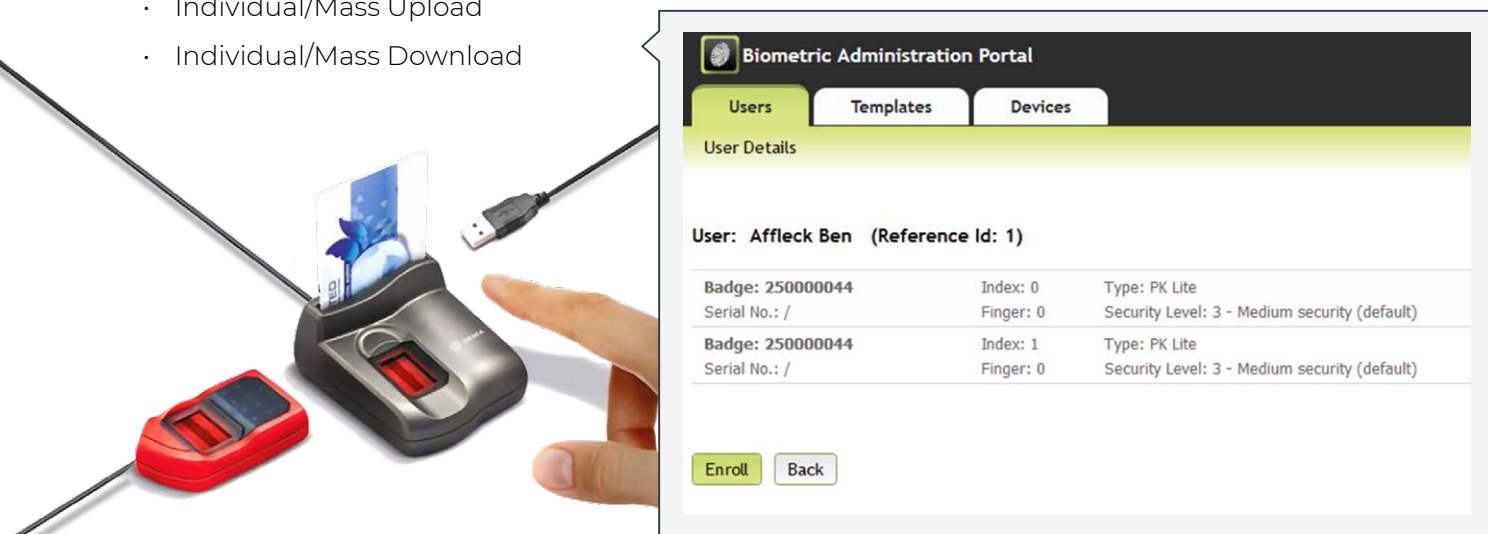 · Individual/Mass Upload
· Individual/Mass Download
Biometric Administration Portal
Users Templates Devices
User Details
User: Affleck Ben (Reference Id: 1)
Badge: 250000044 Index: 0 Type: PK Lite
Serial No.: / Finger: 0 Security Level: 3 - Medium security (default)
Badge: 250000044 Index: 1 Type: PK Lite
Serial No.: / Finger: 0 Security Level: 3 - Medium security (default)
Enroll Back